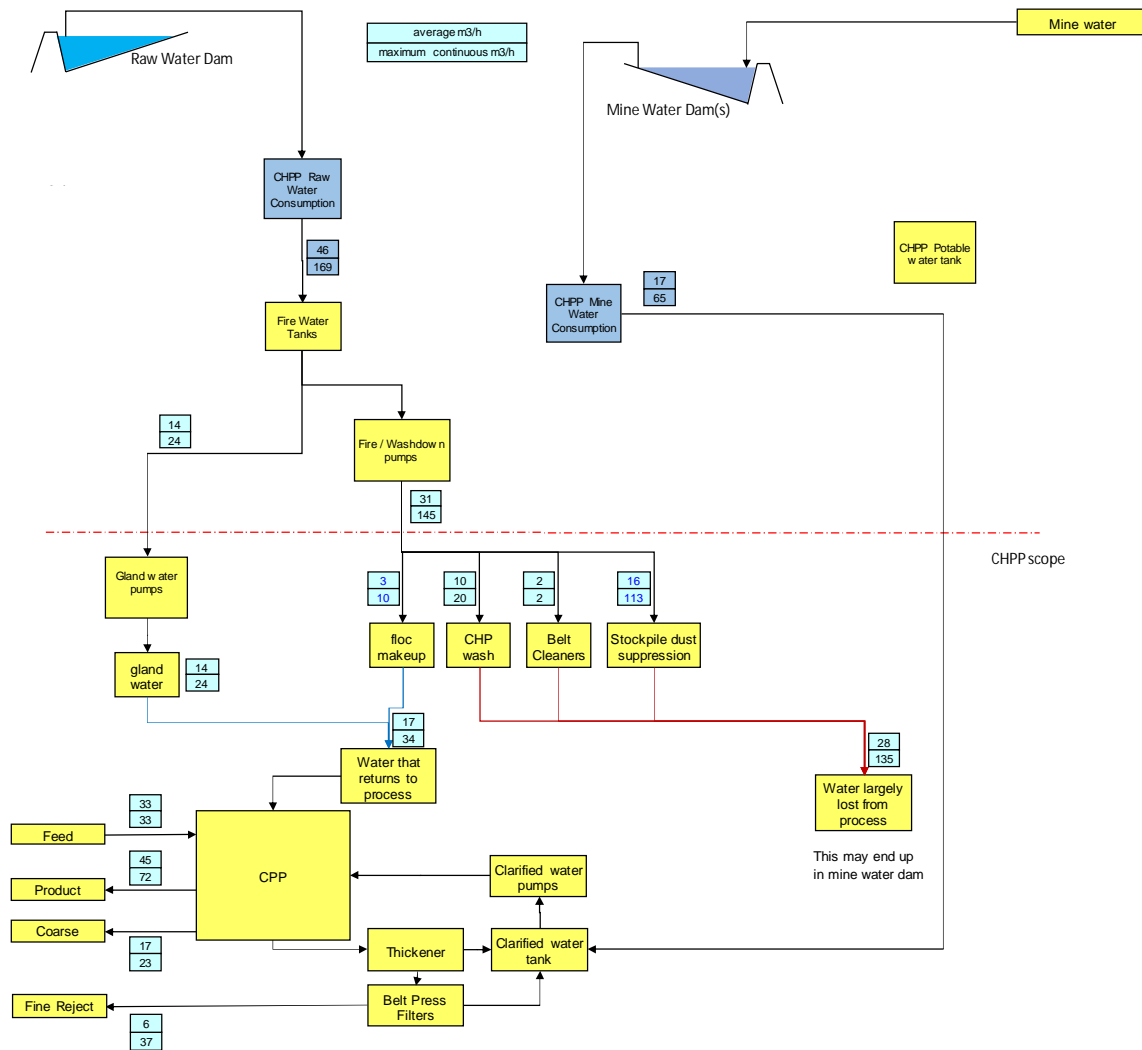 Mine water
average m3/h
maximum continuous m3/h
Raw Water Dam
Mine Water Dam(s)
CHPP Raw
Water
Consumption
CHPP Potable
water tank
46
169
17
65
CHPP Mine
Water
Consumption
Fire Water
Tanks
14
24
Fire / Washdown
pumps
31
145
CHPP scope
Gland water
pumps
3
10
10
20
2
2
16
113
floc
makeup
CHP
wash
Belt
Cleaners
Stockpile dust
suppression
gland
water
14
24
17
34
28
135
Water that
returns to
process
Water largely
lost from
process
This may end up
in mine water dam
33
33
Feed
45
72
Product
CPP
Clarified water
pumps
Coarse
17
23
Thickener
Clarified water
tank
Fine Reject
Belt Press
Filters
6
37